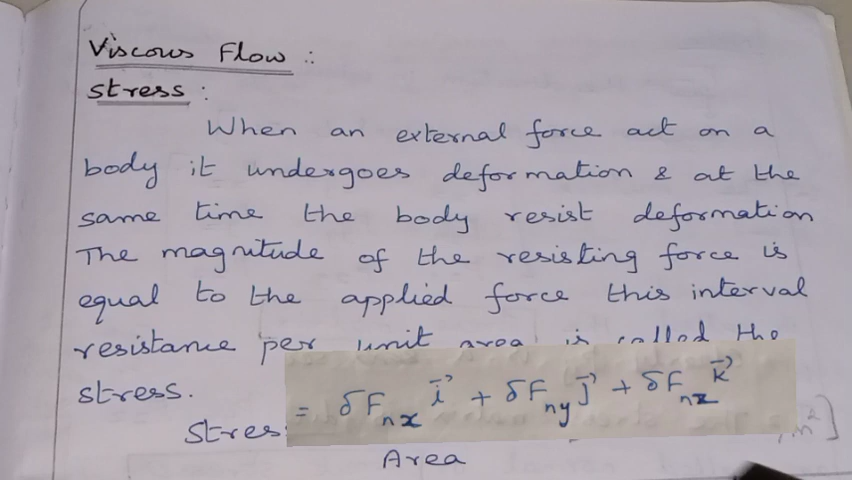 Viscous Flow :
Stress :
When an external force act on a
body it undergoes deformation & at the
same time the body resist deformation
The magnitude of the resisting force is
equal to the applied force this interval
resistance per unit area is called the
stress.
= δF_nx i⃗ + δF_ny j⃗ + δF_nz k⃗
Stres
Area